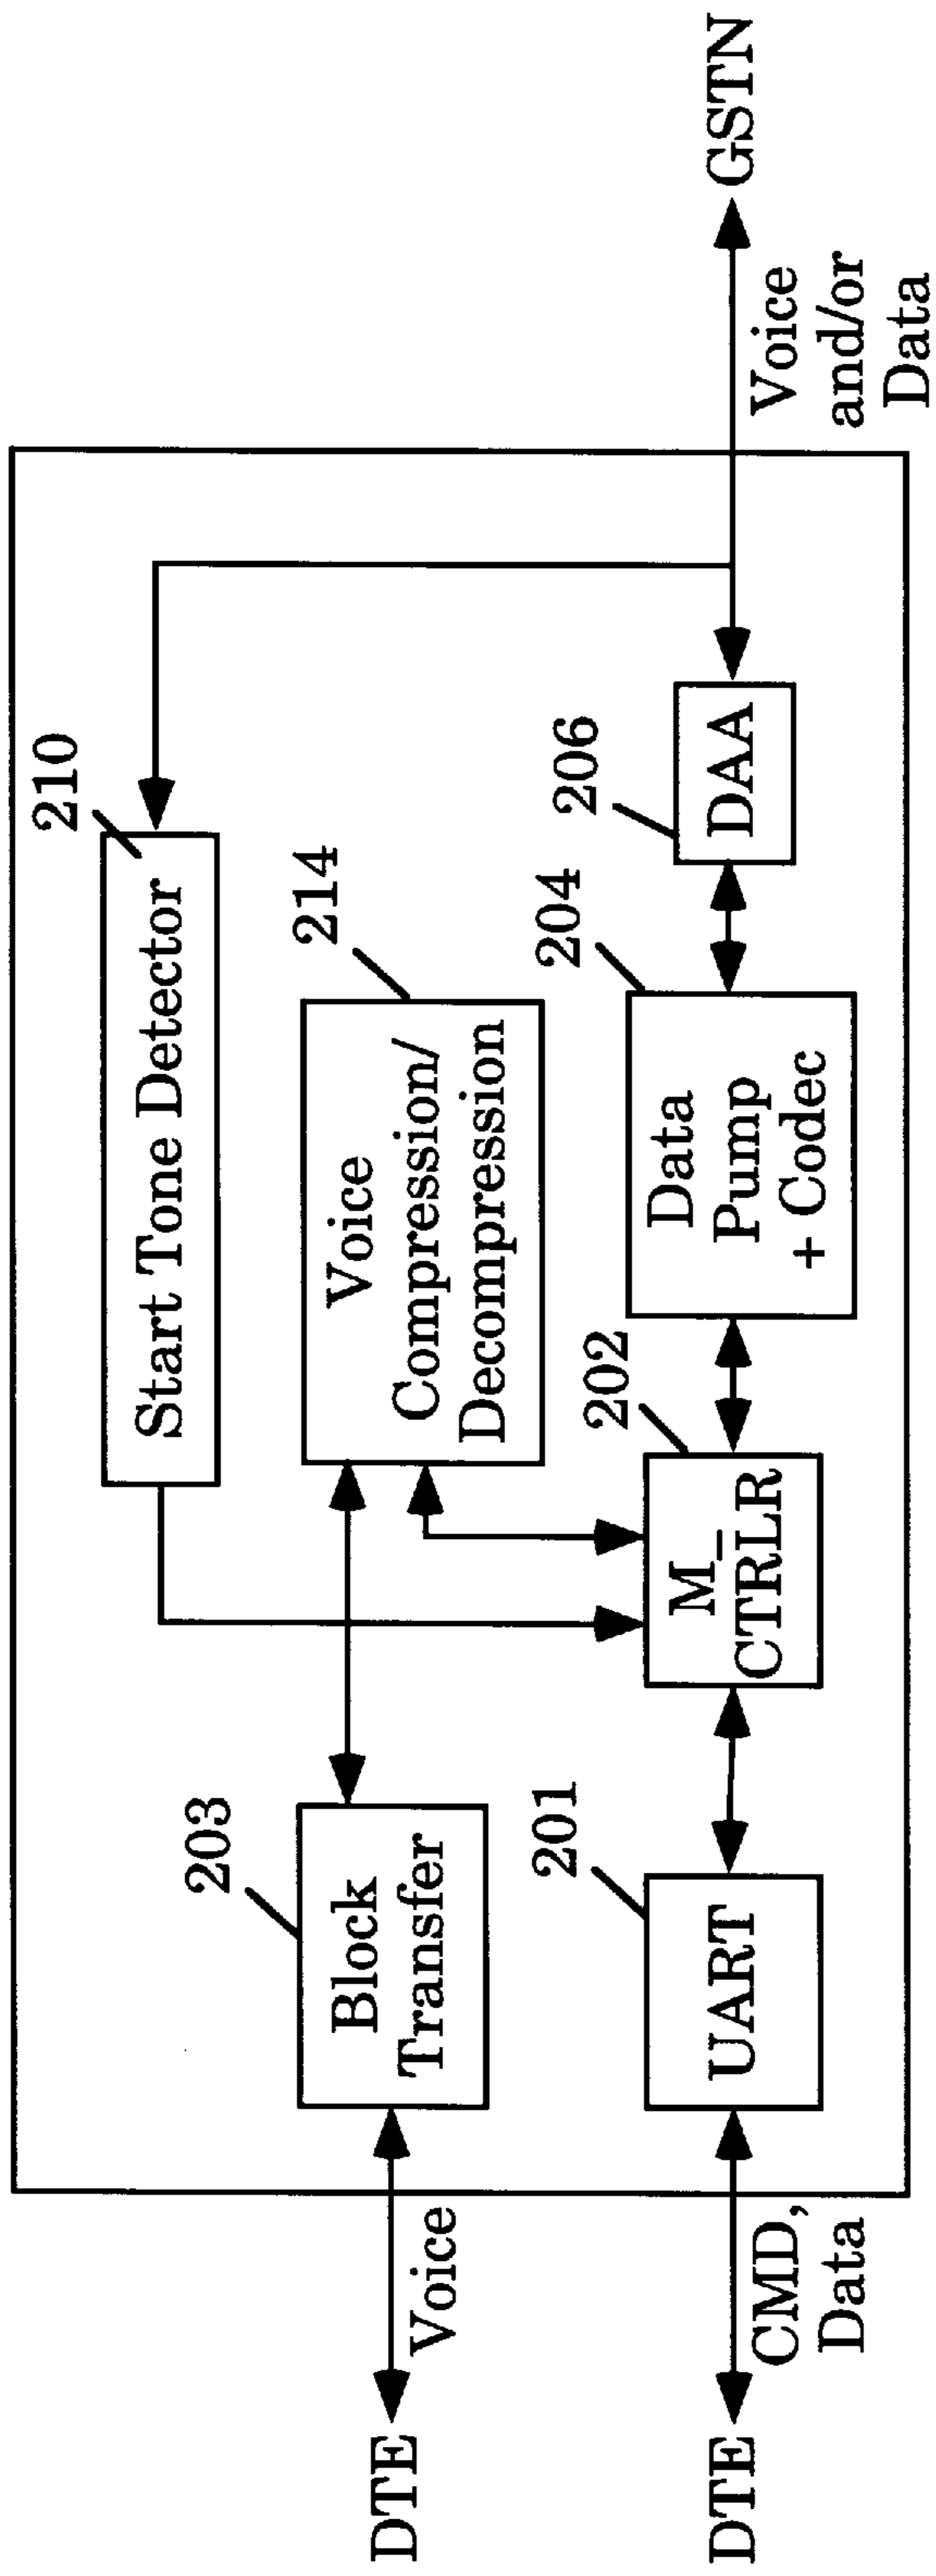 210
Start Tone Detector
203
214
Block
Transfer
Voice
Compression/
Decompression
DTE
Voice
201
202
204
206
UART
M_
CTRLR
Data
Pump
+ Codec
DAA
DTE
CMD,
Data
Voice
and/or
Data
GSTN